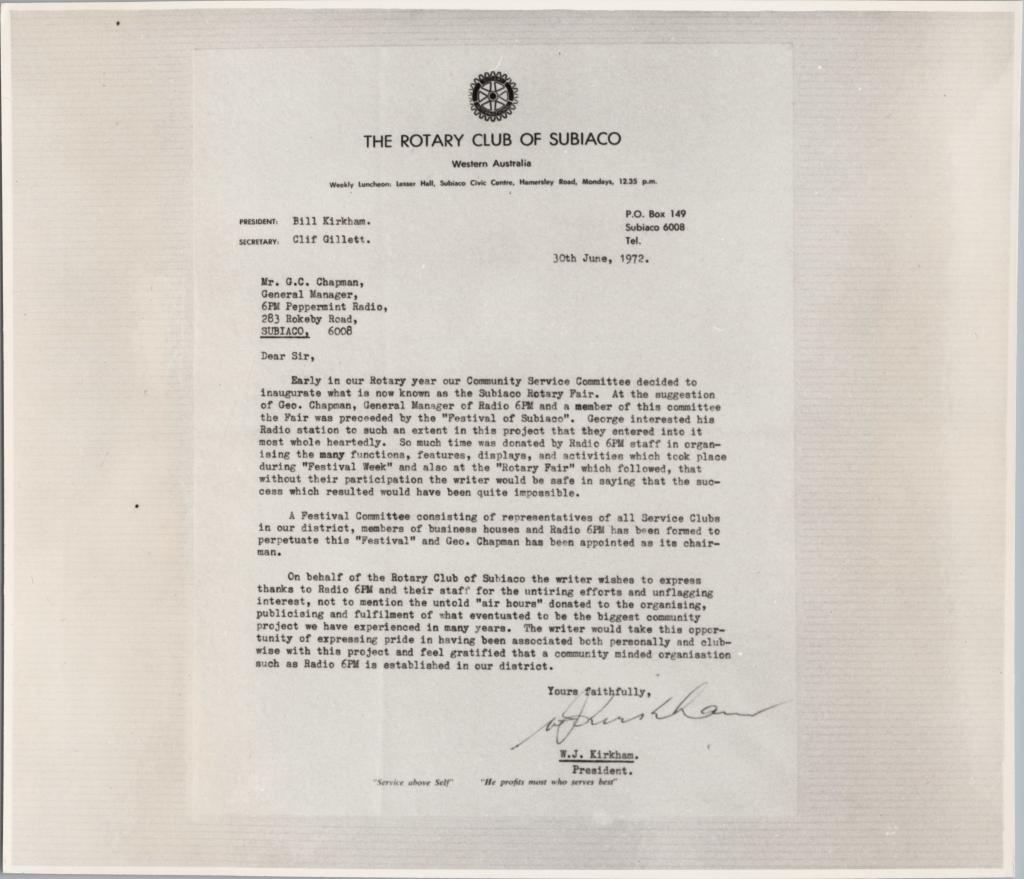 THE ROTARY CLUB OF SUBIACO
Western Australia
Weekly Luncheon: Lesser Hall, Subiaco Civic Centre, Hamersley Road, Mondays, 12.35 p.m.
PRESIDENT: Bill Kirkham.
SECRETARY: Clif Gillett.
P.O. Box 149
Subiaco 6008
Tel.
30th June, 1972.
Mr. G.C. Chapman,
General Manager,
6PM Peppermint Radio,
283 Rokeby Road,
SUBIACO, 6008
Dear Sir,
Early in our Rotary year our Community Service Committee decided to
inaugurate what is now known as the Subiaco Rotary Fair. At the suggestion
of Geo. Chapman, General Manager of Radio 6PM and a member of this committee
the Fair was preceeded by the "Festival of Subiaco". George interested his
Radio station to such an extent in this project that they entered into it
most whole heartedly. So much time was donated by Radio 6PM staff in organ-
ising the many functions, features, displays, and activities which took place
during "Festival Week" and also at the "Rotary Fair" which followed, that
without their participation the writer would be safe in saying that the suc-
cess which resulted would have been quite impossible.
A Festival Committee consisting of representatives of all Service Clubs
in our district, members of business houses and Radio 6PM has been formed to
perpetuate this "Festival" and Geo. Chapman has been appointed as its chair-
man.
On behalf of the Rotary Club of Subiaco the writer wishes to express
thanks to Radio 6PM and their staff for the untiring efforts and unflagging
interest, not to mention the untold "air hours" donated to the organising,
publicising and fulfilment of what eventuated to be the biggest community
project we have experienced in many years. The writer would take this oppor-
tunity of expressing pride in having been associated both personally and club-
wise with this project and feel gratified that a community minded organisation
such as Radio 6PM is established in our district.
Yours faithfully,
WJKirkham
W.J. Kirkham.
President.
"Service above Self" "He profits most who serves best"